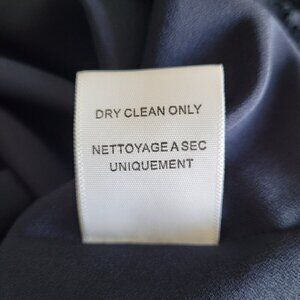 DRY CLEAN ONLY
NETTOYAGE A SEC
UNIQUEMENT